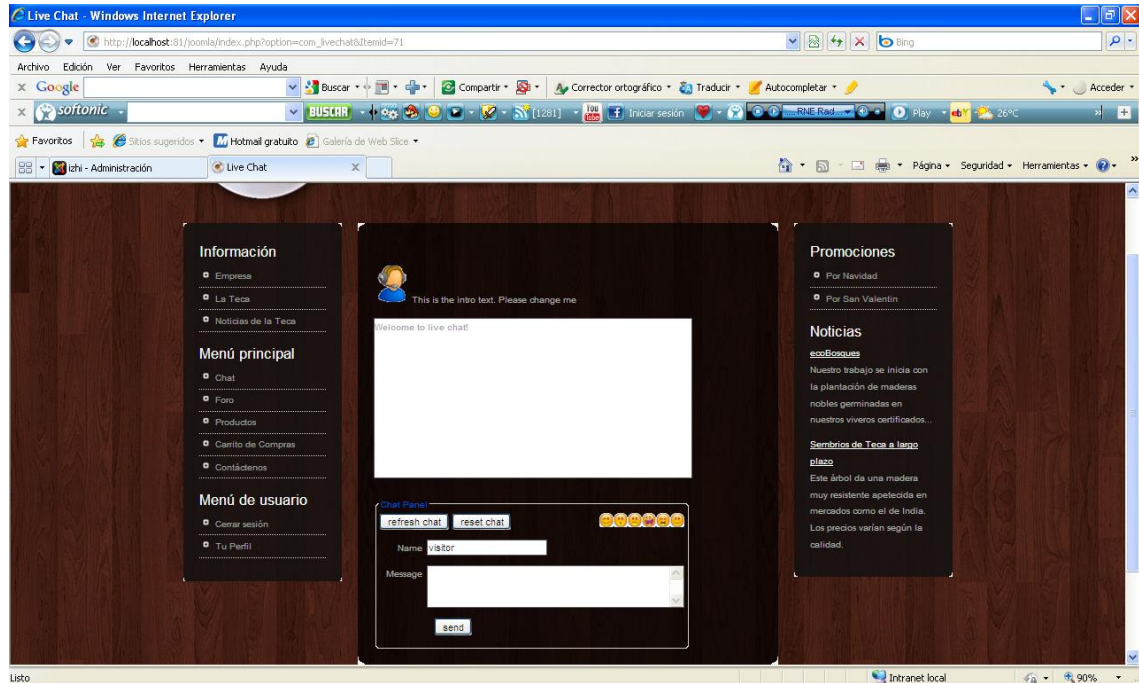 Live Chat - Windows Internet Explorer
http://localhost:81/joomla/index.php?option=com_livechat&Itemid=71
Bing
Archivo Edición Ver Favoritos Herramientas Ayuda
x Google Buscar Compartir Corrector ortográfico Traducir Autocompletar Acceder
x softonic BUSCAR [1281] You Tube Iniciar sesión ....RNE Rad... Play ebY 26°C »
Favoritos Sitios sugeridos Hotmail gratuito Galería de Web Slice
izhi - Administración Live Chat x Página Seguridad Herramientas »
Información
Empresa
La Teca
Noticias de la Teca
Menú principal
Chat
Foro
Productos
Carrito de Compras
Contáctenos
Menú de usuario
Cerrar sesión
Tu Perfil
This is the intro text. Please change me
Welcome to live chat!
Chat Panel
refresh chat reset chat
Name visitor
Message
send
Promociones
Por Navidad
Por San Valentin
Noticias
ecoBosques
Nuestro trabajo se inicia con
la plantación de maderas
nobles germinadas en
nuestros viveros certificados...
Sembrios de Teca a largo
plazo
Este árbol da una madera
muy resistente apetecida en
mercados como el de India.
Los precios varían según la
calidad.
Listo Intranet local 90%